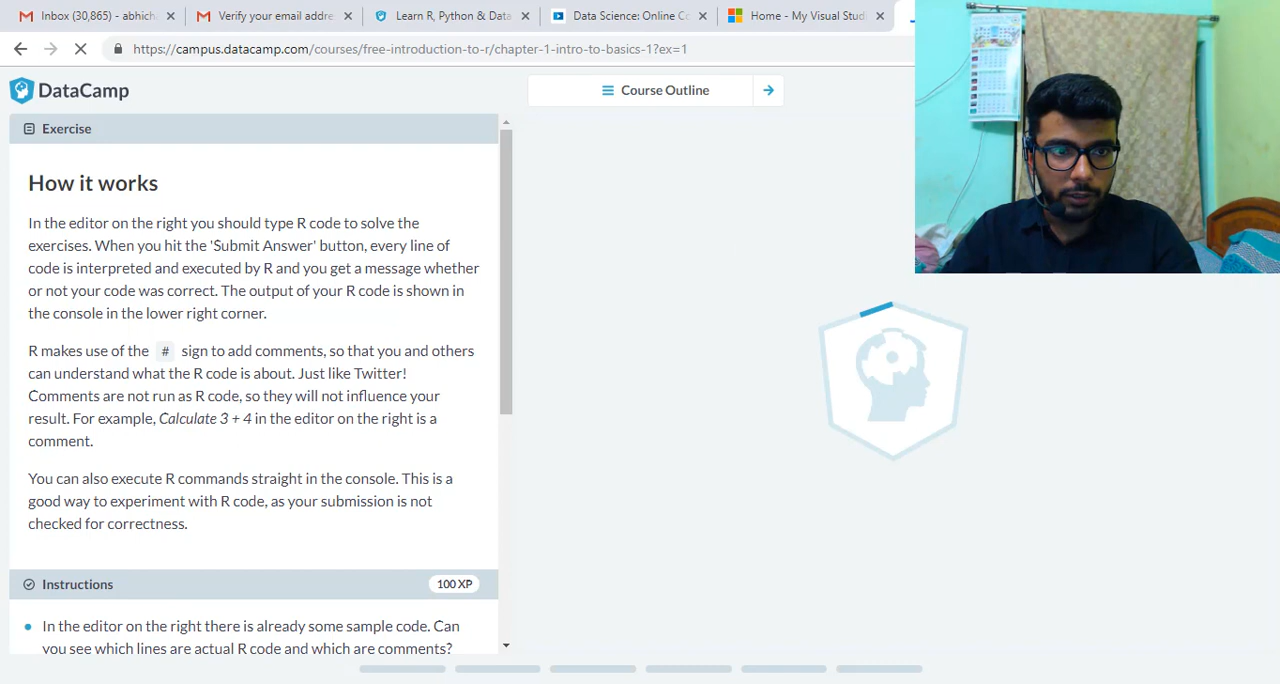 Inbox (30,865) - abhich
Verify your email addre
Learn R, Python & Data
Data Science: Online Co
Home - My Visual Stud
https://campus.datacamp.com/courses/free-introduction-to-r/chapter-1-intro-to-basics-1?ex=1
DataCamp
Course Outline
Exercise
How it works
In the editor on the right you should type R code to solve the
exercises. When you hit the 'Submit Answer' button, every line of
code is interpreted and executed by R and you get a message whether
or not your code was correct. The output of your R code is shown in
the console in the lower right corner.
R makes use of the # sign to add comments, so that you and others
can understand what the R code is about. Just like Twitter!
Comments are not run as R code, so they will not influence your
result. For example, Calculate 3 + 4 in the editor on the right is a
comment.
You can also execute R commands straight in the console. This is a
good way to experiment with R code, as your submission is not
checked for correctness.
Instructions
100 XP
In the editor on the right there is already some sample code. Can
you see which lines are actual R code and which are comments?